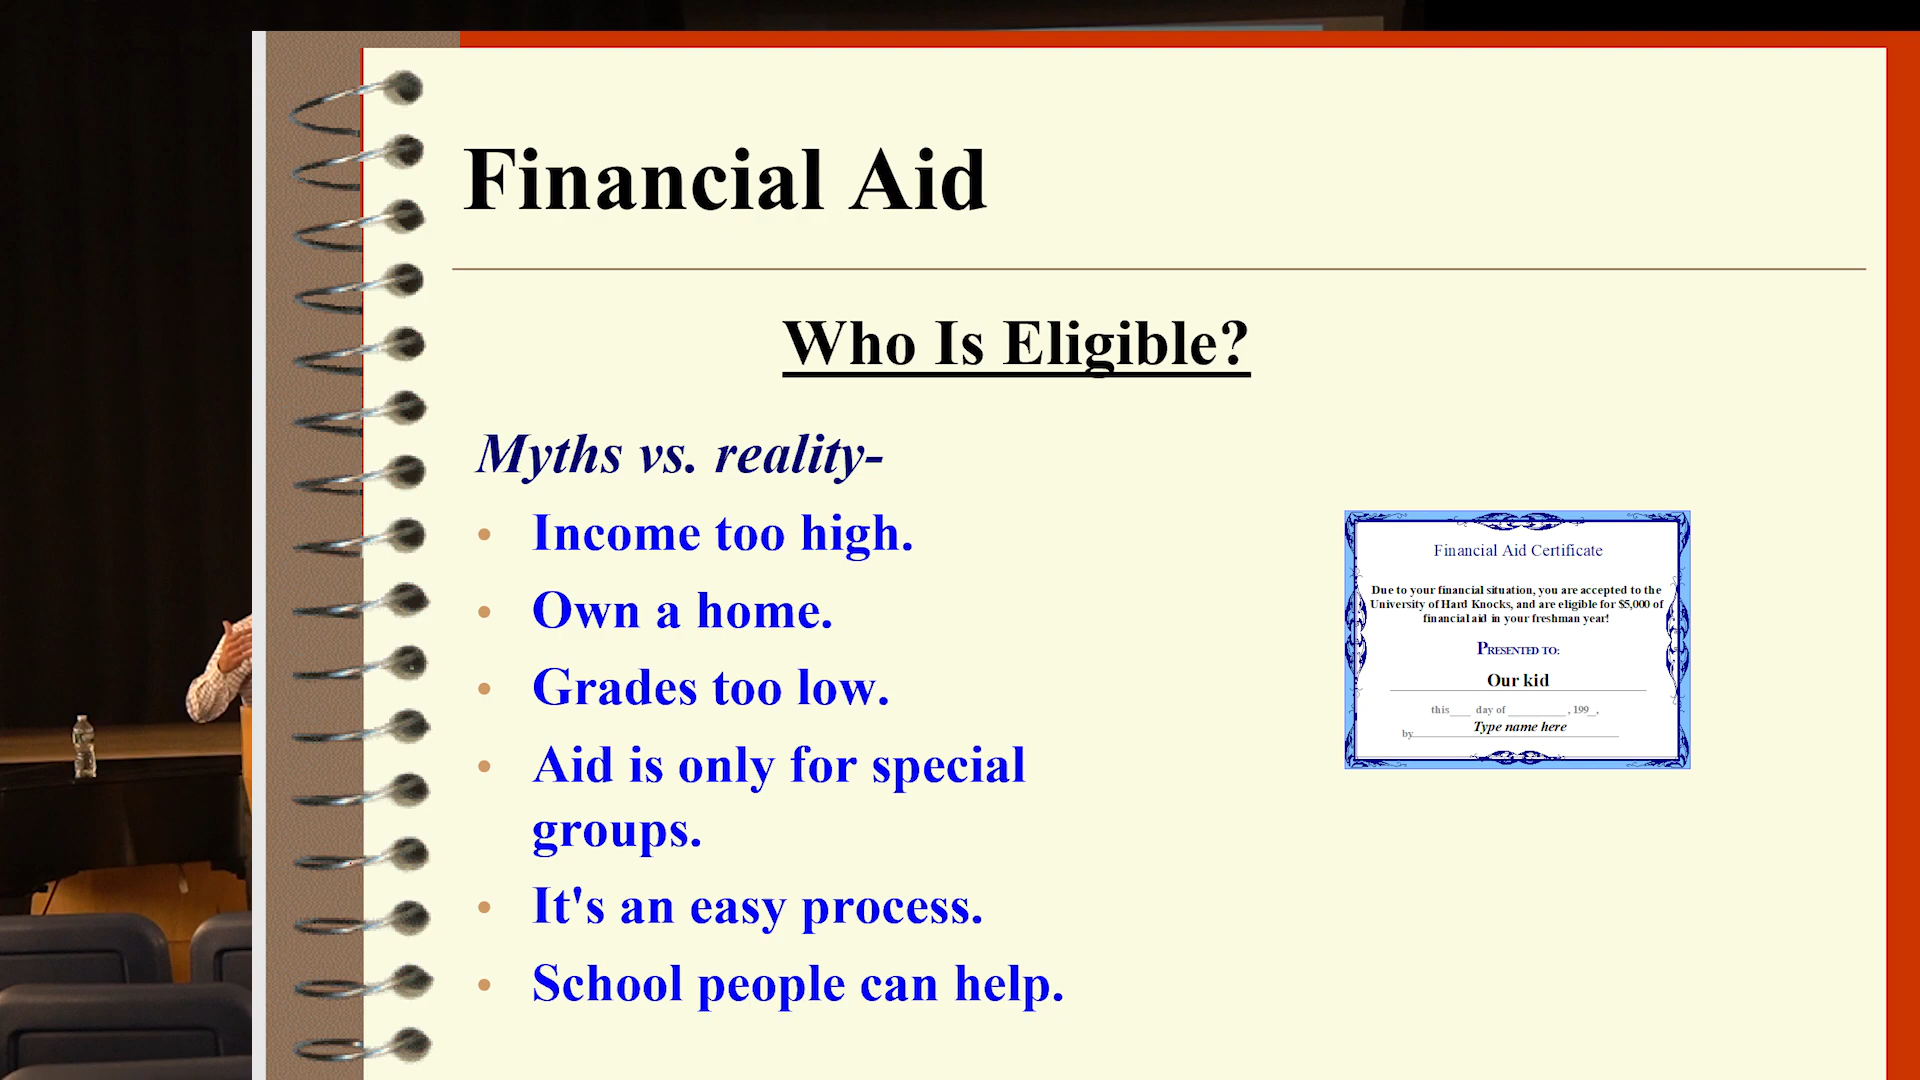 Financial Aid
Who Is Eligible?
Myths vs. reality-
• Income too high.
• Own a home.
• Grades too low.
• Aid is only for special
groups.
• It's an easy process.
• School people can help.
Financial Aid Certificate
Due to your financial situation, you are accepted to the
University of Hard Knocks, and are eligible for $5,000 of
financial aid in your freshman year!
PRESENTED TO:
Our kid
this____ day of __________, 199_,
Type name here
by